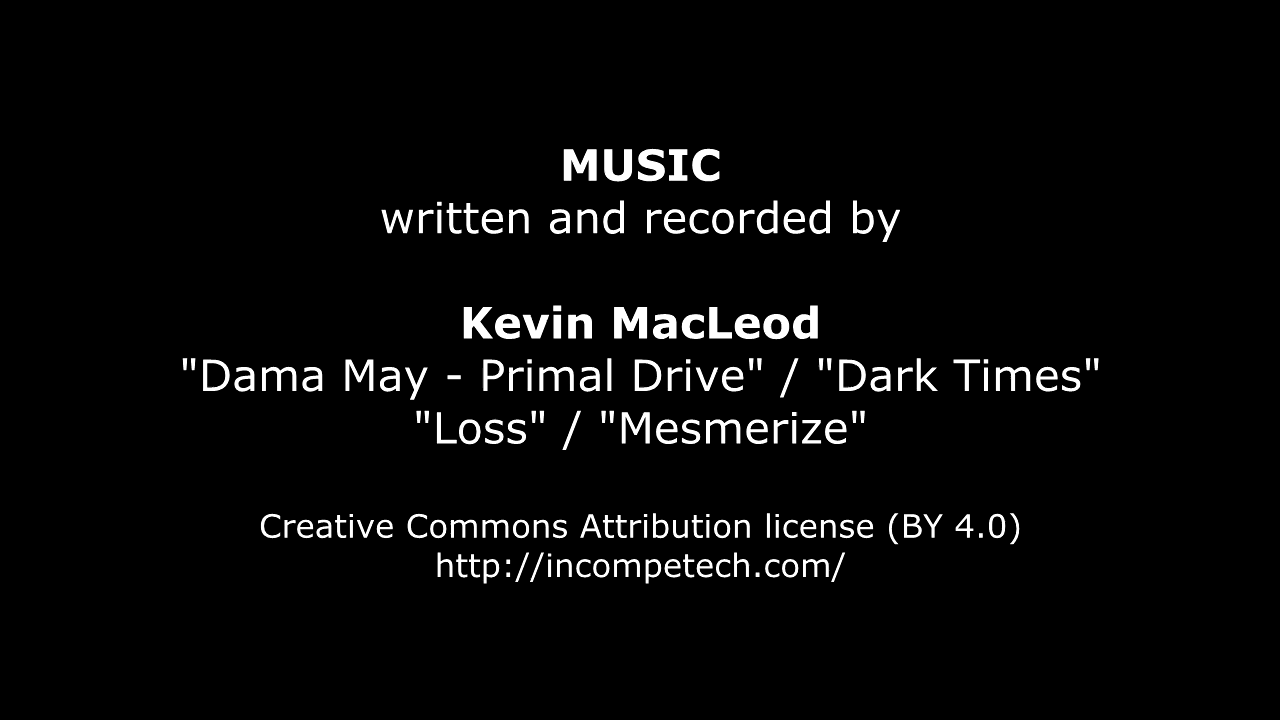 MUSIC
written and recorded by
Kevin MacLeod
"Dama May - Primal Drive" / "Dark Times"
"Loss" / "Mesmerize"
Creative Commons Attribution license (BY 4.0)
http://incompetech.com/